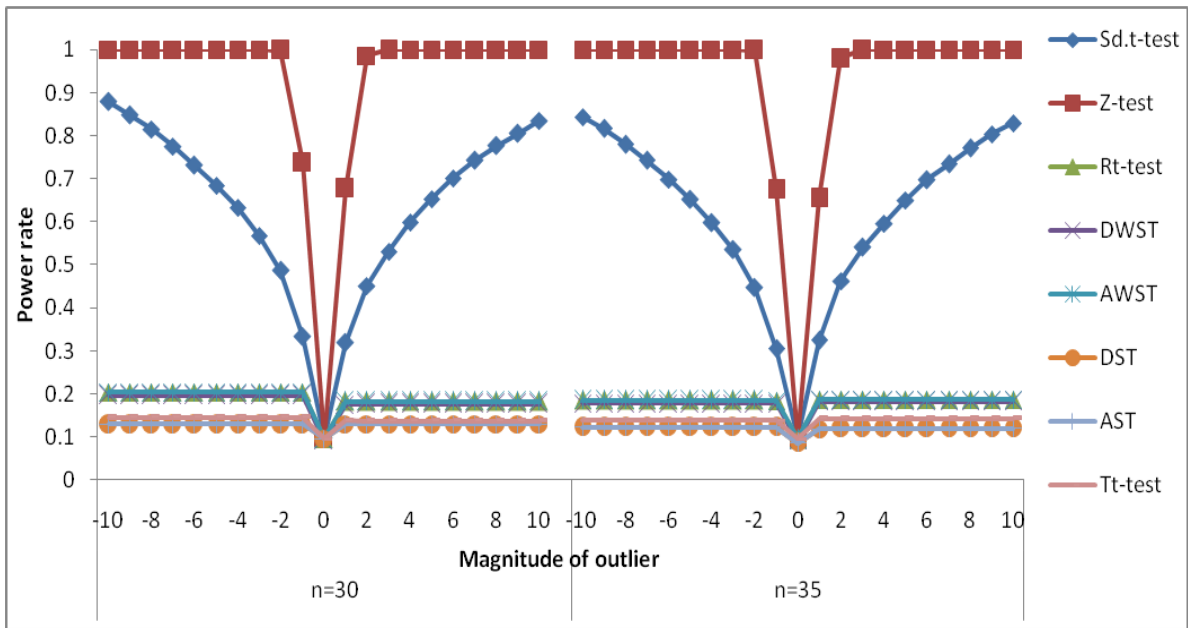 Power rate
1
0.9
0.8
0.7
0.6
0.5
0.4
0.3
0.2
0.1
0
-10 -8 -6 -4 -2 0 2 4 6 8 10 -10 -8 -6 -4 -2 0 2 4 6 8 10
Magnitude of outlier
n=30 n=35
Sd.t-test
Z-test
Rt-test
DWST
AWST
DST
AST
Tt-test